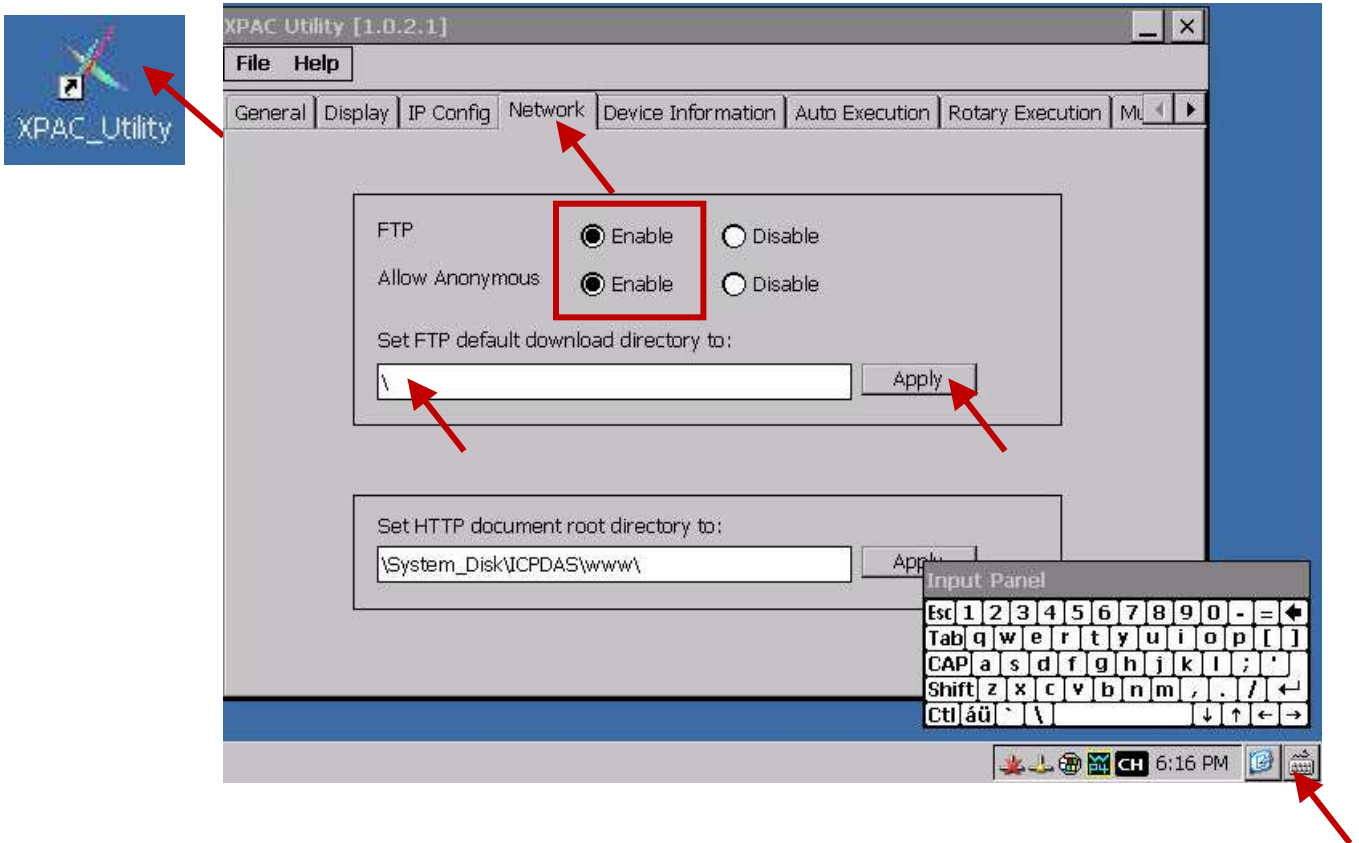 XPAC_Utility
XPAC Utility [1.0.2.1]
File Help
General Display IP Config Network Device Information Auto Execution Rotary Execution
FTP Enable Disable
Allow Anonymous Enable Disable
Set FTP default download directory to:
\ Apply
Set HTTP document root directory to:
\System_Disk\ICPDAS\www\
Input Panel
Esc 1 2 3 4 5 6 7 8 9 0 - =
Tab q w e r t y u i o p [ ]
CAP a s d f g h j k l ; '
Shift z x c v b n m , . /
Ctl áü ` \ ↓ ↑ ← →
CH 6:16 PM